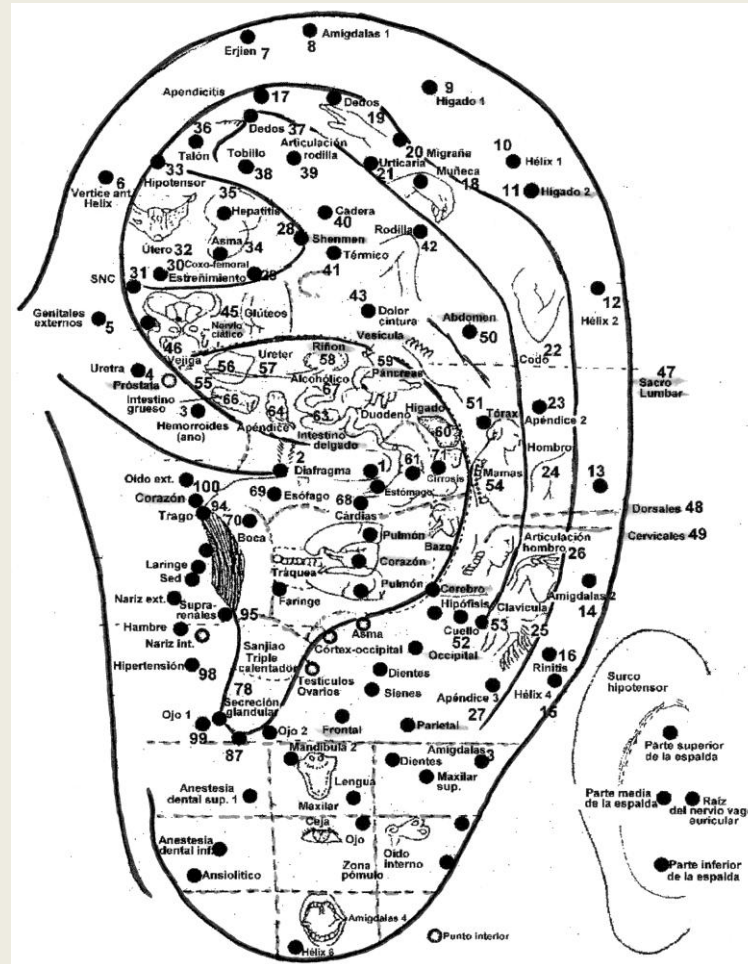 Amigdalas 1
8
Erjien
7
9
Hígado 1
Apendicitis
17
Dedos
19
Dedos 37
36
Talón
Articulación
rodilla
39
Tobillo
38
20
Migraña
Urticaria
21
Muñeca
18
10
Hélix 1
11
Hígado 2
33
Hipotensor
6
Vertice ant.
Helix
35
Hepatitis
Cadera
40
28
Shenmen
Rodilla
42
Útero 32
Asma
34
Térmico
41
30
Coxo-femoral
Estreñimiento
29
SNC
31
12
Hélix 2
Genitales
externos
5
45
Glúteos
Nervio
ciático
43
Dolor
cintura
Abdomen
50
22
Codo
46
Vejiga
Uretra
4
Próstata
Riñon
58
Ureter
57
56
55
Vesícula
59
Páncreas
47
Sacro
Lumbar
Intestino
grueso
3
66
Alcohólico
67
64
63
Duodeno
Hemorroides
(ano)
Apéndice
Intestino
delgado
Hígado
60
51
Tórax
23
Apéndice 2
Hombro
24
2
Diafragma
1
61
71
Cirrosis
Mamas
54
13
Oído ext.
100
Corazón
94
Trago
69
Esófago
Estómago
68
Cárdias
70
Boca
Dorsales 48
Cervicales 49
Pulmón
Bazo
Articulación
hombro
26
Corazón
Tráquea
Laringe
Sed
Pulmón
Faringe
Cerebro
Amigdalas 2
14
Nariz ext.
Supra-
renales
95
Hipófisis
Clavicula
Cuello
53
52
25
Hambre
Nariz int.
Asma
Córtex-occipital
Occipital
16
Rinitis
Hipertensión
98
Sanjiao
Triple
calentador
Testículos
Ovarios
Dientes
Sienes
Apéndice 3
27
Hélix 4
15
Surco
hipotensor
78
Secreción
glandular
Ojo 1
99
87
Ojo 2
Frontal
Parietal
Parte superior
de la espalda
Mandíbula 2
Lengua
Maxilar
Dientes
Amigdalas
3
Maxilar
sup.
Anestesia
dental sup. 1
Parte media
de la espalda
Raíz
del nervio vago
auricular
Ceja
Ojo
Oido
interno
Anestesia
dental inf.
Ansiolítico
Zona
pómulo
Parte inferior
de la espalda
Amigdalas 4
Punto interior
Hélix 6